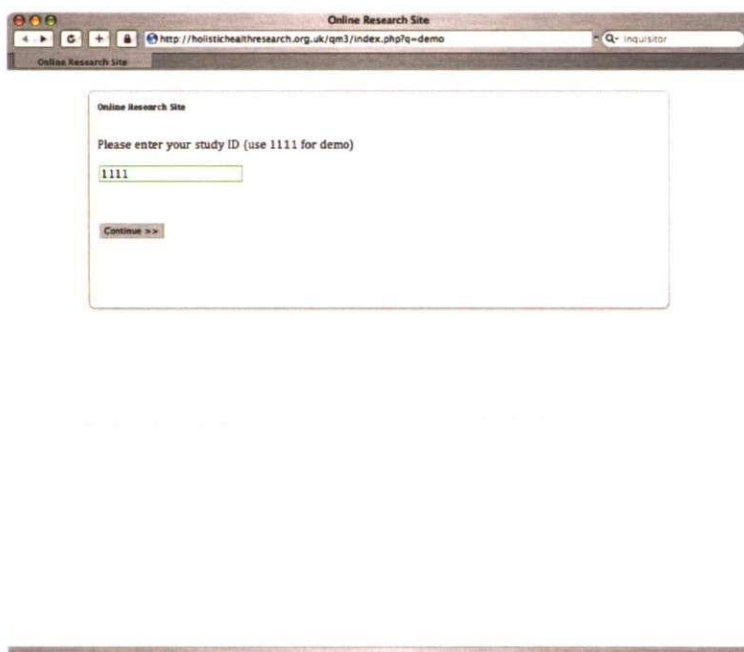 Online Research Site
http://holistichealthresearch.org.uk/qm3/index.php?q=demo
inquisitor
Online Research Site
Online Research Site
Please enter your study ID (use 1111 for demo)
1111
Continue >>